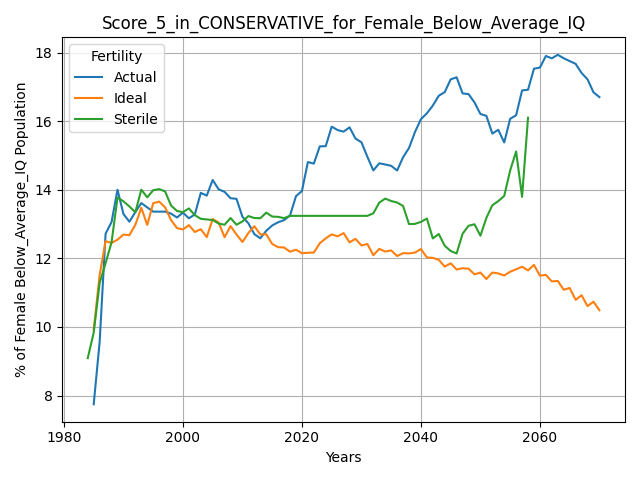 Score_5_in_CONSERVATIVE_for_Female_Below_Average_IQ
Fertility
Actual
Ideal
Sterile
% of Female Below_Average_IQ Population
18
16
14
12
10
8
1980
2000
2020
2040
2060
Years